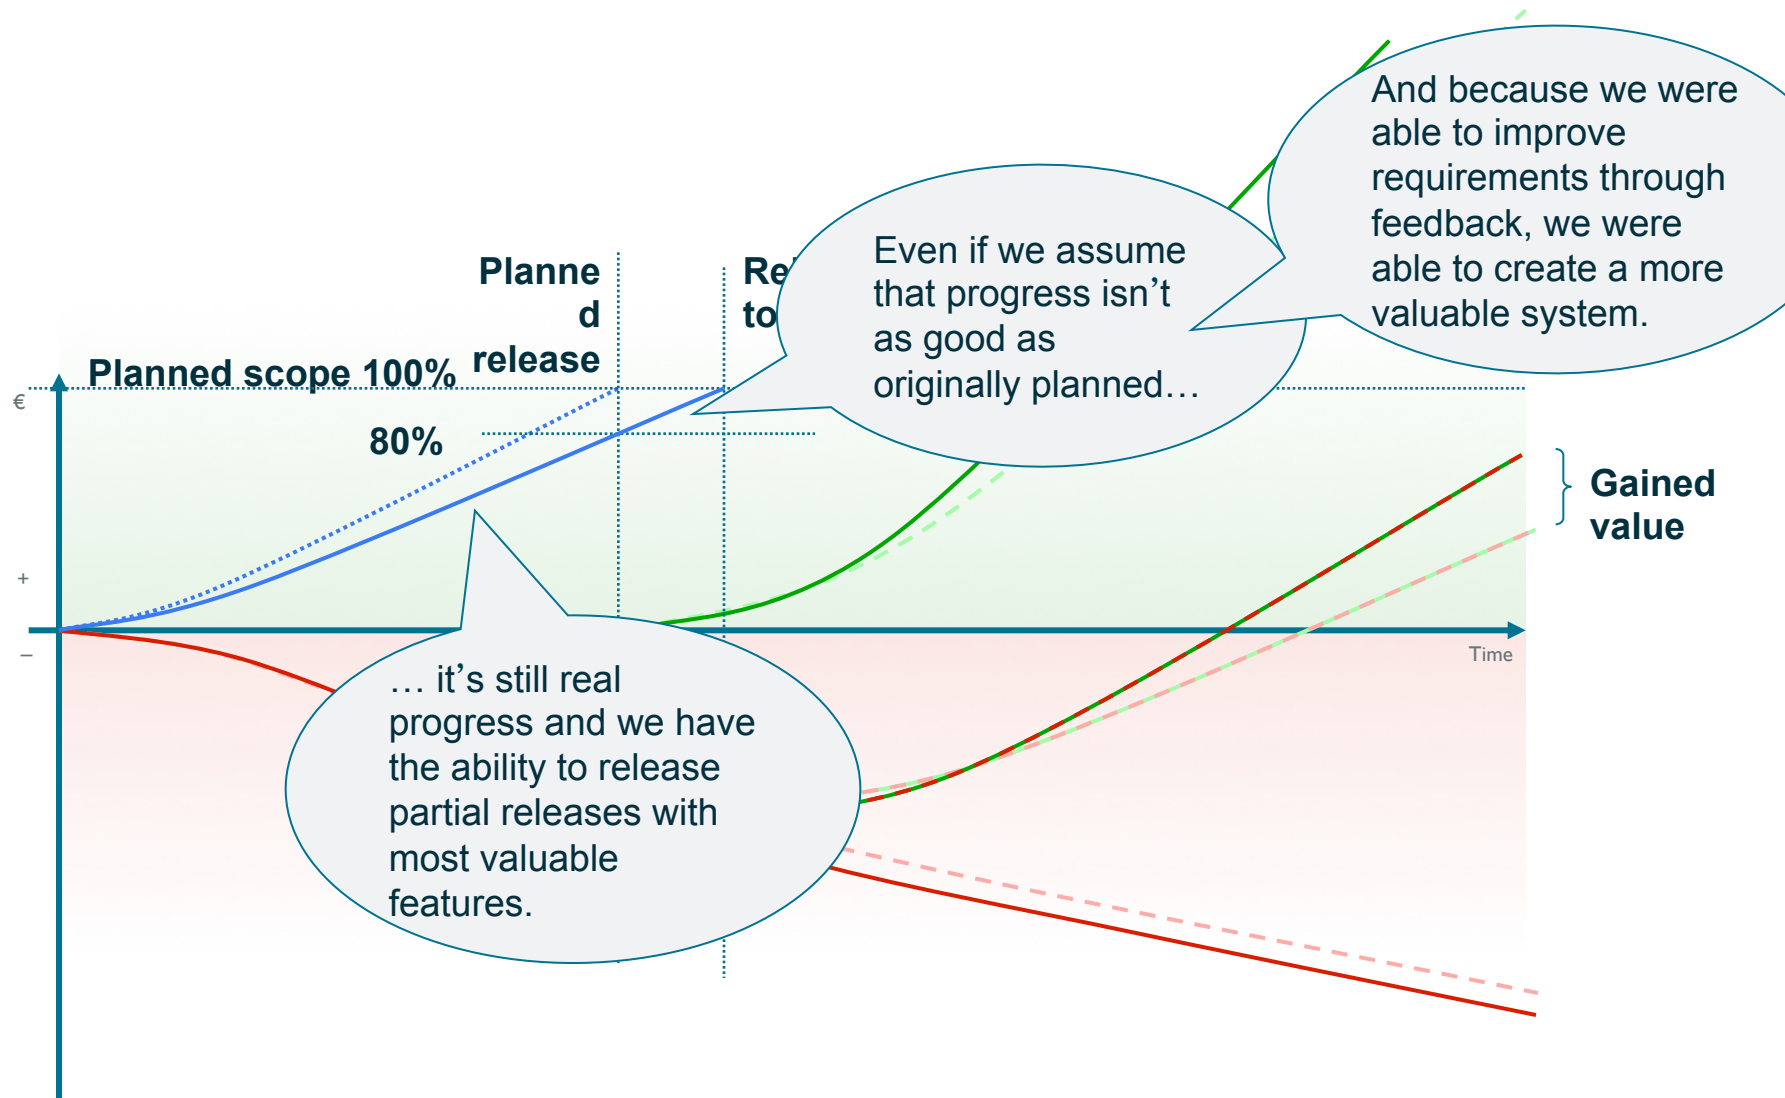 And because we were
able to improve
requirements through
feedback, we were
able to create a more
valuable system.
Even if we assume
that progress isn’t
as good as
originally planned…
Planne
d
release
to
Planned scope 100%
€
80%
Gained
value
+
–
Time
… it’s still real
progress and we have
the ability to release
partial releases with
most valuable
features.